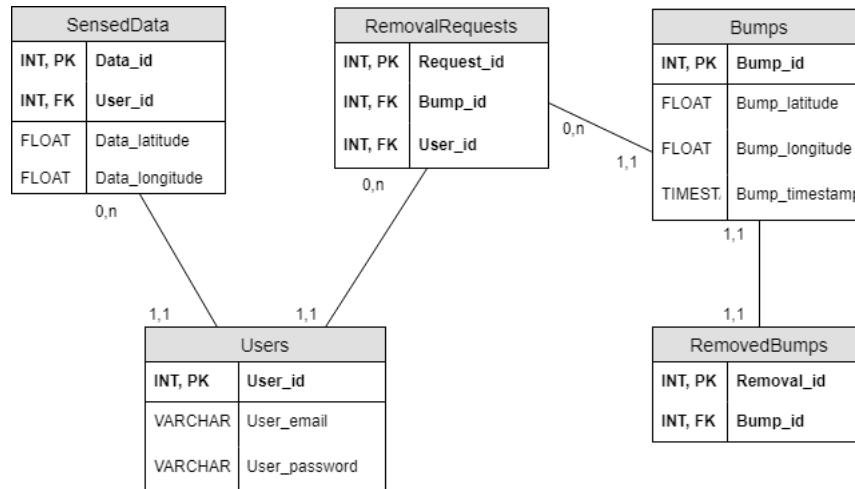 SensedData
INT, PK Data_id
INT, FK User_id
FLOAT Data_latitude
FLOAT Data_longitude
0,n
RemovalRequests
INT, PK Request_id
INT, FK Bump_id
INT, FK User_id
0,n
0,n
1,1
Bumps
INT, PK Bump_id
FLOAT Bump_latitude
FLOAT Bump_longitude
TIMEST Bump_timestamp
1,1
1,1
1,1
1,1
Users
INT, PK User_id
VARCHAR User_email
VARCHAR User_password
RemovedBumps
INT, PK Removal_id
INT, FK Bump_id